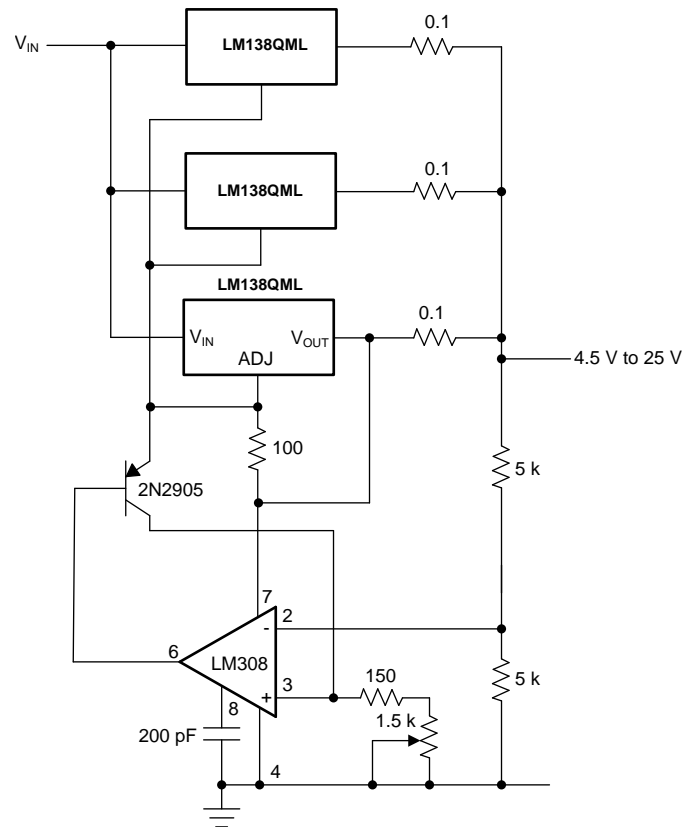 0.1
LM138QML
V_IN
0.1
LM138QML
LM138QML
0.1
V_IN
V_OUT
ADJ
4.5 V to 25 V
100
5 k
2N2905
7
2
-
6
LM308
150
5 k
3
+
1.5 k
8
200 pF
4